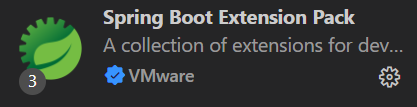 Spring Boot Extension Pack
A collection of extensions for dev...
3
VMware